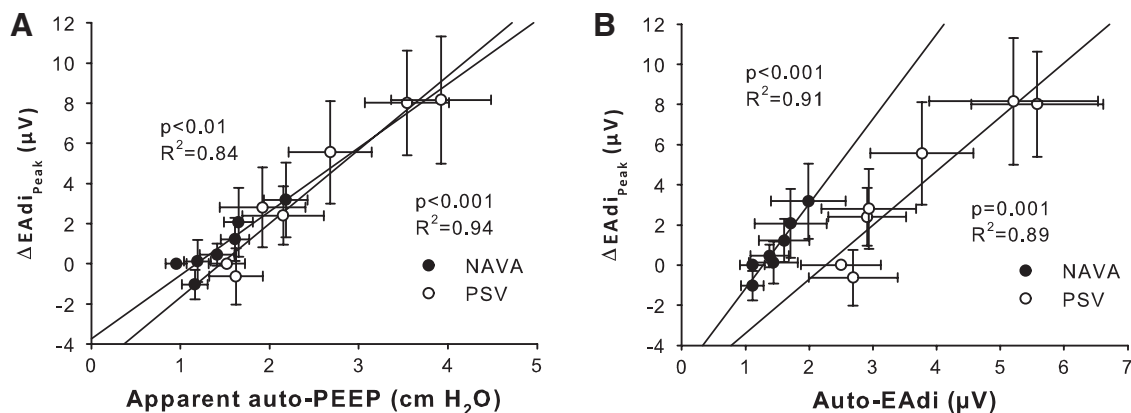 A
12
10
8
6
4
2
0
-2
-4
ΔEAdi_Peak (μV)
p<0.01
R²=0.84
p<0.001
R²=0.94
NAVA
PSV
0 1 2 3 4 5
Apparent auto-PEEP (cm H₂O)
B
12
10
8
6
4
2
0
-2
-4
ΔEAdi_Peak (μV)
p<0.001
R²=0.91
p=0.001
R²=0.89
NAVA
PSV
0 1 2 3 4 5 6 7
Auto-EAdi (μV)